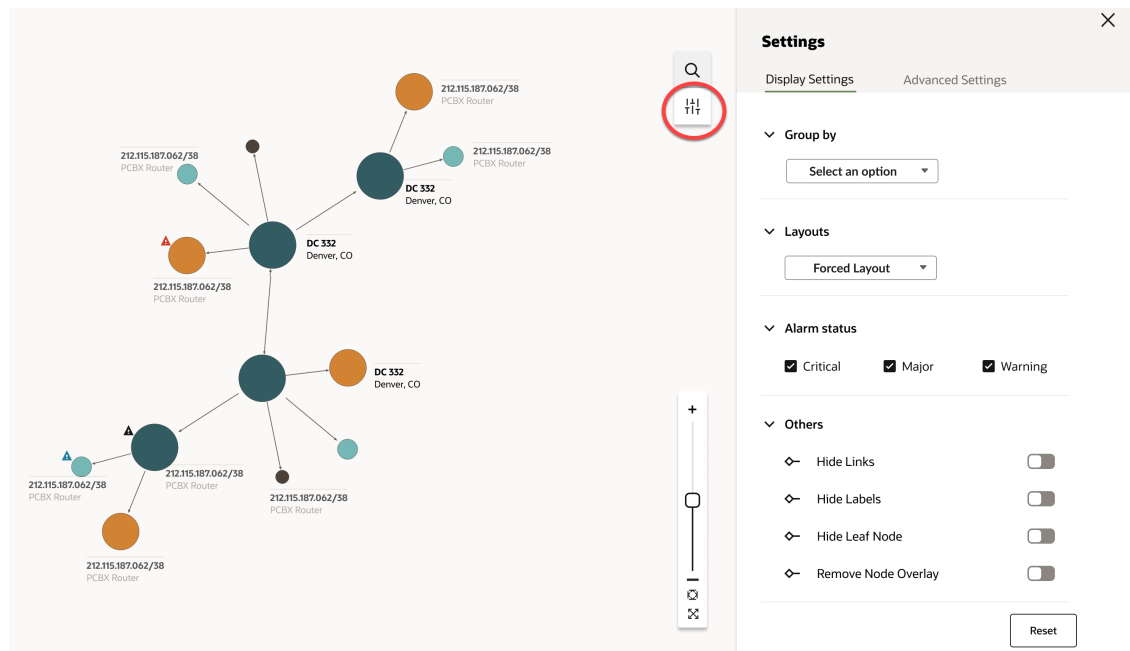 212.115.187.062/38
PCBX Router
212.115.187.062/38
PCBX Router
212.115.187.062/38
PCBX Router
DC 332
Denver, CO
DC 332
Denver, CO
212.115.187.062/38
PCBX Router
DC 332
Denver, CO
212.115.187.062/38
PCBX Router
212.115.187.062/38
PCBX Router
212.115.187.062/38
PCBX Router
212.115.187.062/38
PCBX Router
Settings
Display Settings
Advanced Settings
Group by
Select an option
Layouts
Forced Layout
Alarm status
Critical
Major
Warning
Others
Hide Links
Hide Labels
Hide Leaf Node
Remove Node Overlay
Reset